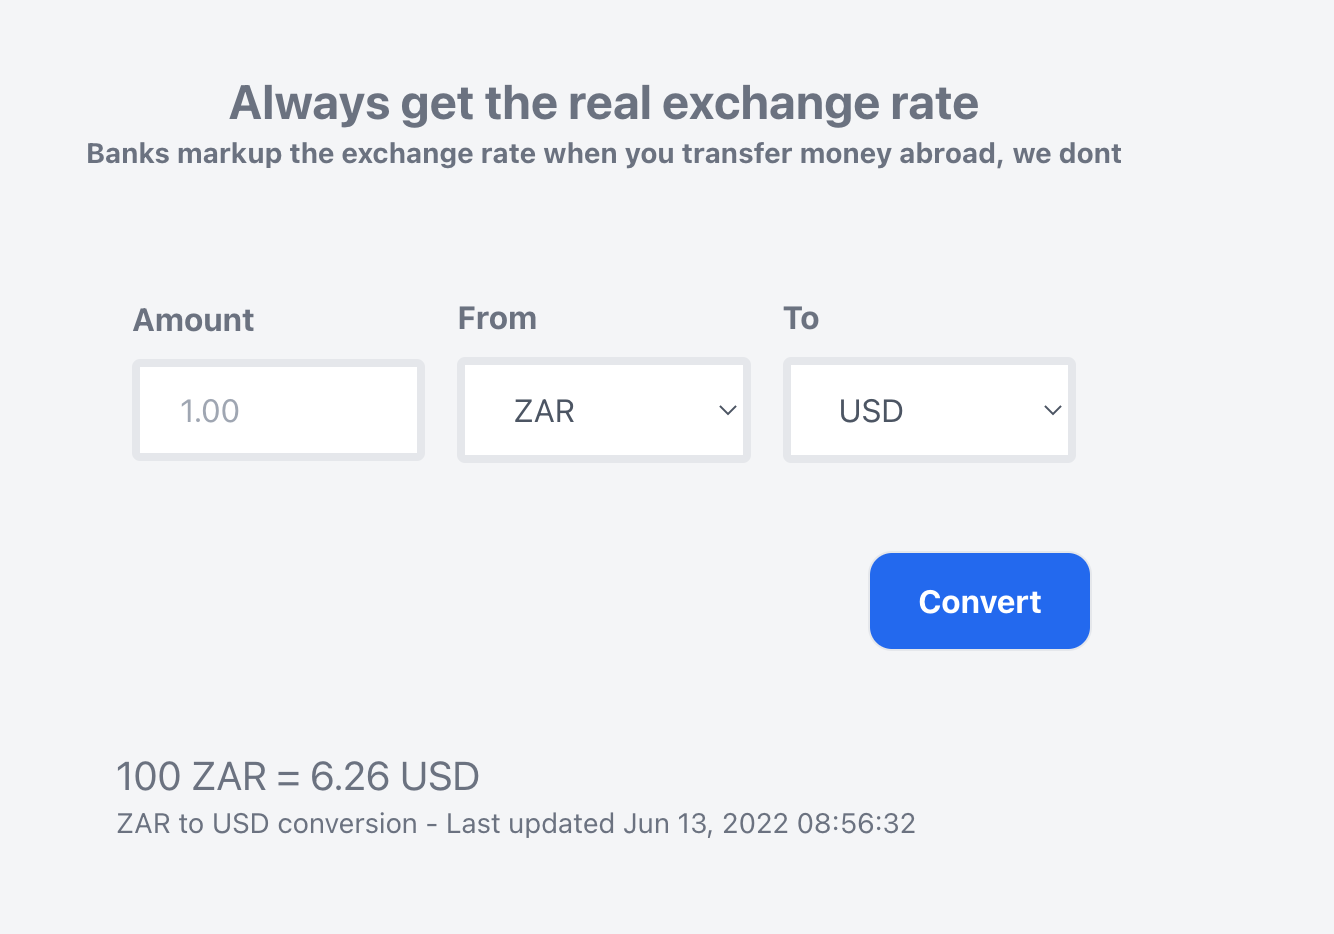 Always get the real exchange rate
Banks markup the exchange rate when you transfer money abroad, we dont
Amount From To
1.00 ZAR USD
Convert
100 ZAR = 6.26 USD
ZAR to USD conversion - Last updated Jun 13, 2022 08:56:32